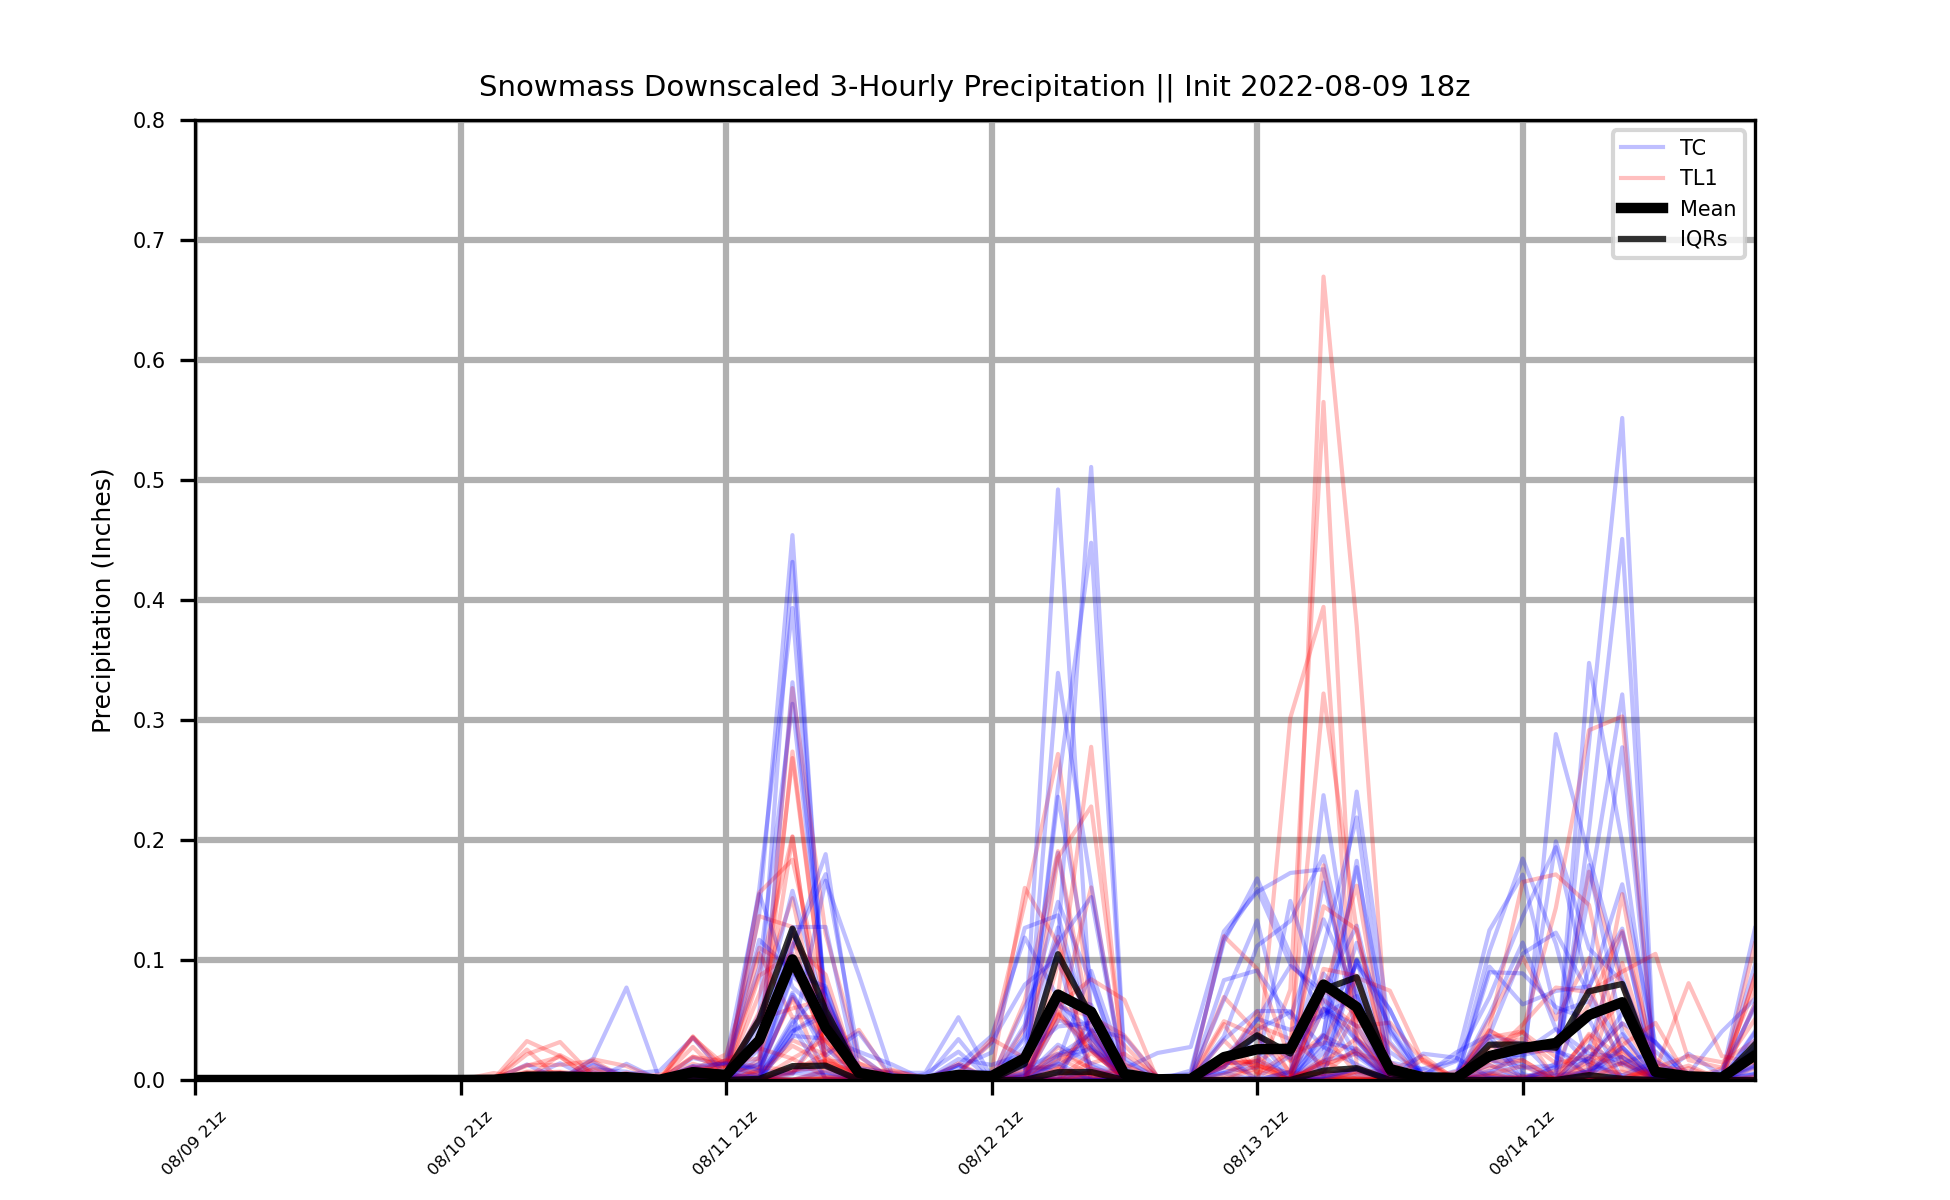 Snowmass Downscaled 3-Hourly Precipitation || Init 2022-08-09 18z
Precipitation (Inches)
0.8
0.7
0.6
0.5
0.4
0.3
0.2
0.1
0.0
TC
TL1
Mean
IQRs
08/09 21z
08/10 21z
08/11 21z
08/12 21z
08/13 21z
08/14 21z